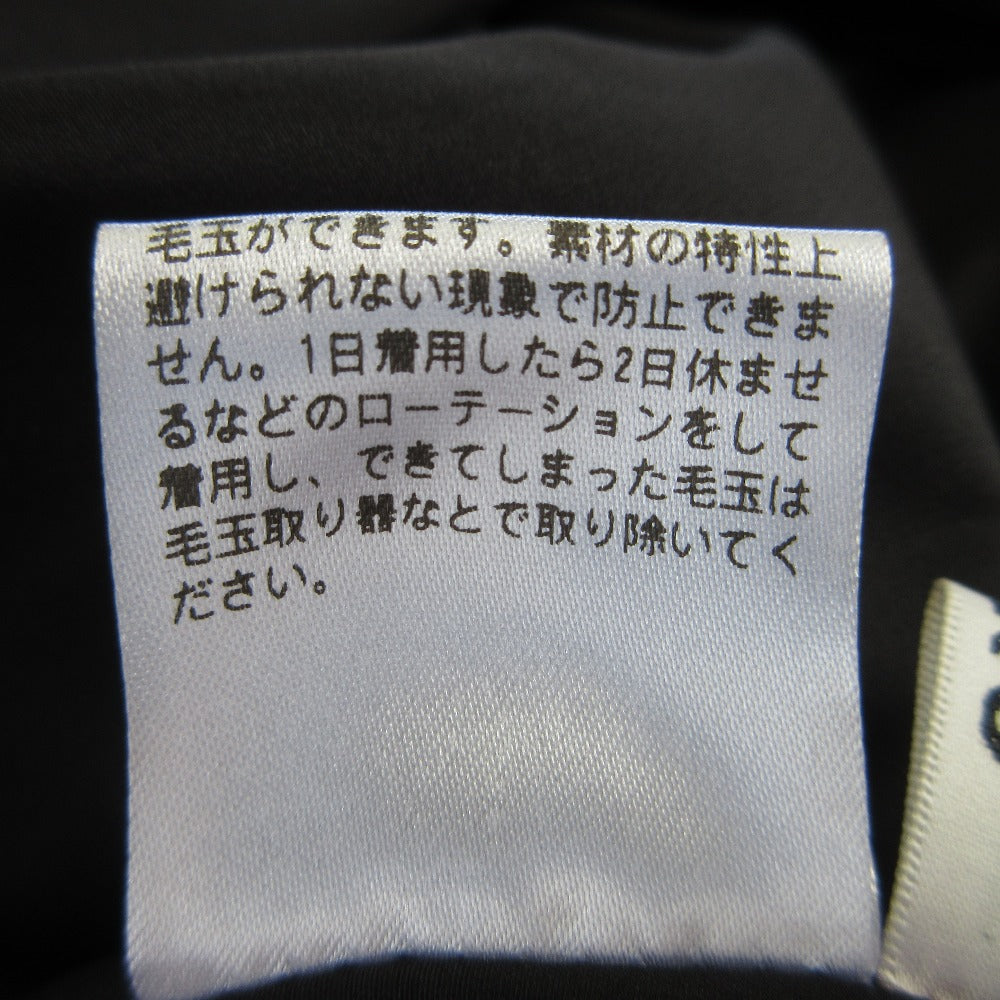 毛玉ができます。素材の特性上
避けられない現象で防止できま
せん。1日着用したら2日休ませ
るなどのローテーションをして
着用し、できてしまった毛玉は
毛玉取り器なとで取り除いてく
ださい。